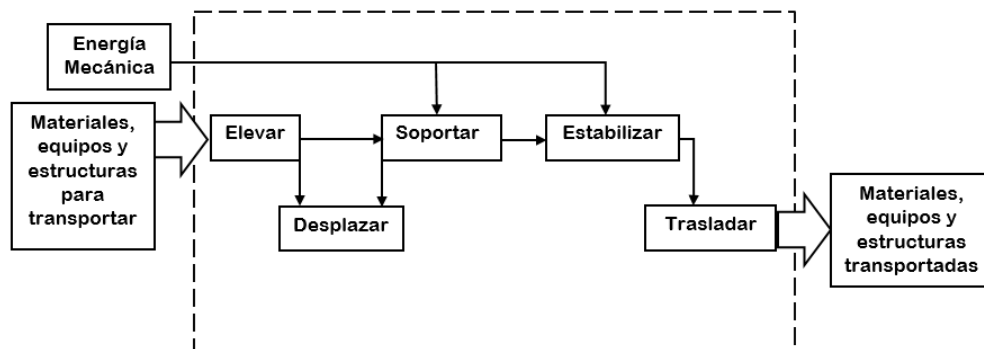 Energía
Mecánica
Materiales,
equipos y
estructuras
para
transportar
Elevar
Soportar
Estabilizar
Desplazar
Trasladar
Materiales,
equipos y
estructuras
transportadas